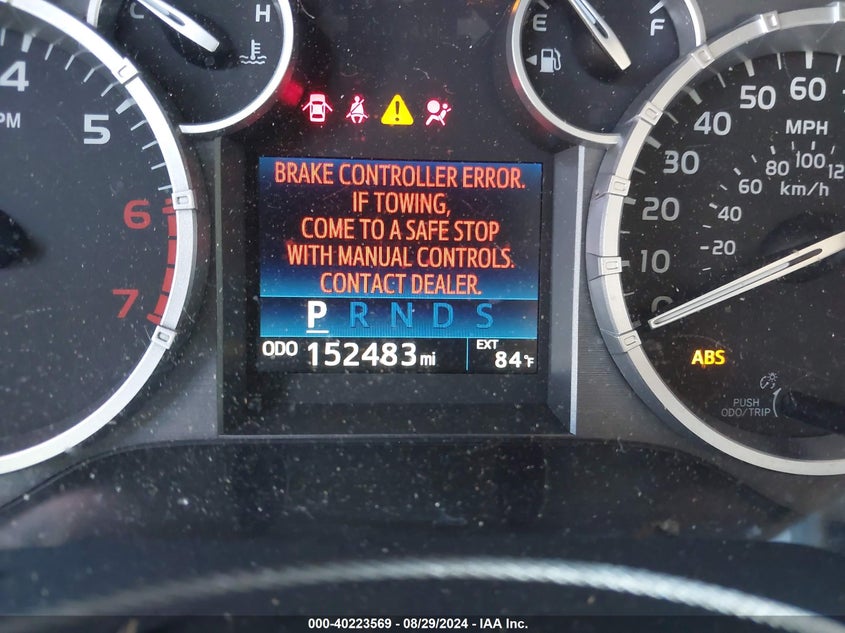 C H
E F
4
PM
5
6
7
BRAKE CONTROLLER ERROR.
IF TOWING,
COME TO A SAFE STOP
WITH MANUAL CONTROLS.
CONTACT DEALER.
P R N D S
ODO 152483 mi
EXT
84°F
50 60
40
30
20
10
0
MPH
80 100 12
60 km/h
40
20
ABS
PUSH
ODO/TRIP
000-40223569 - 08/29/2024 - IAA Inc.